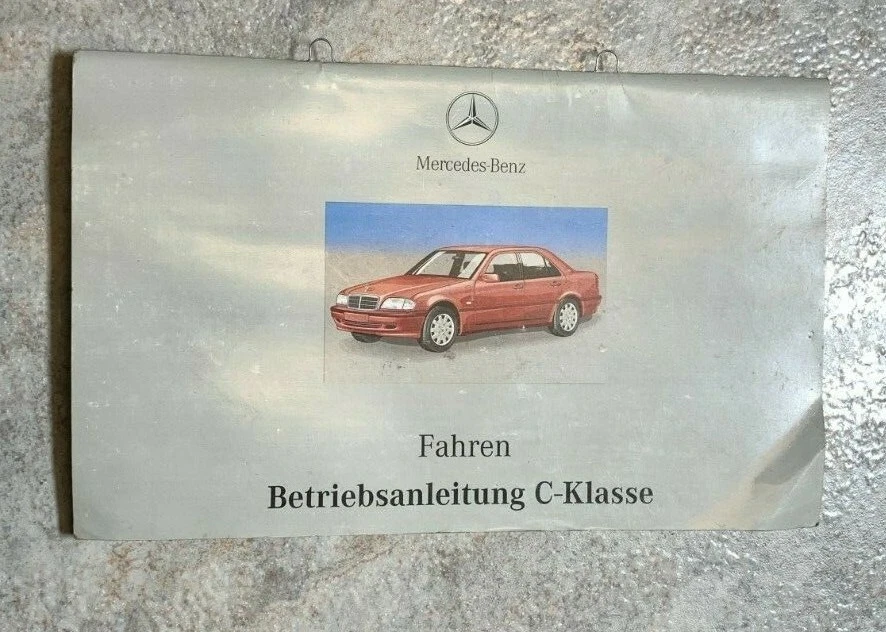 Mercedes-Benz
Fahren
Betriebsanleitung C-Klasse